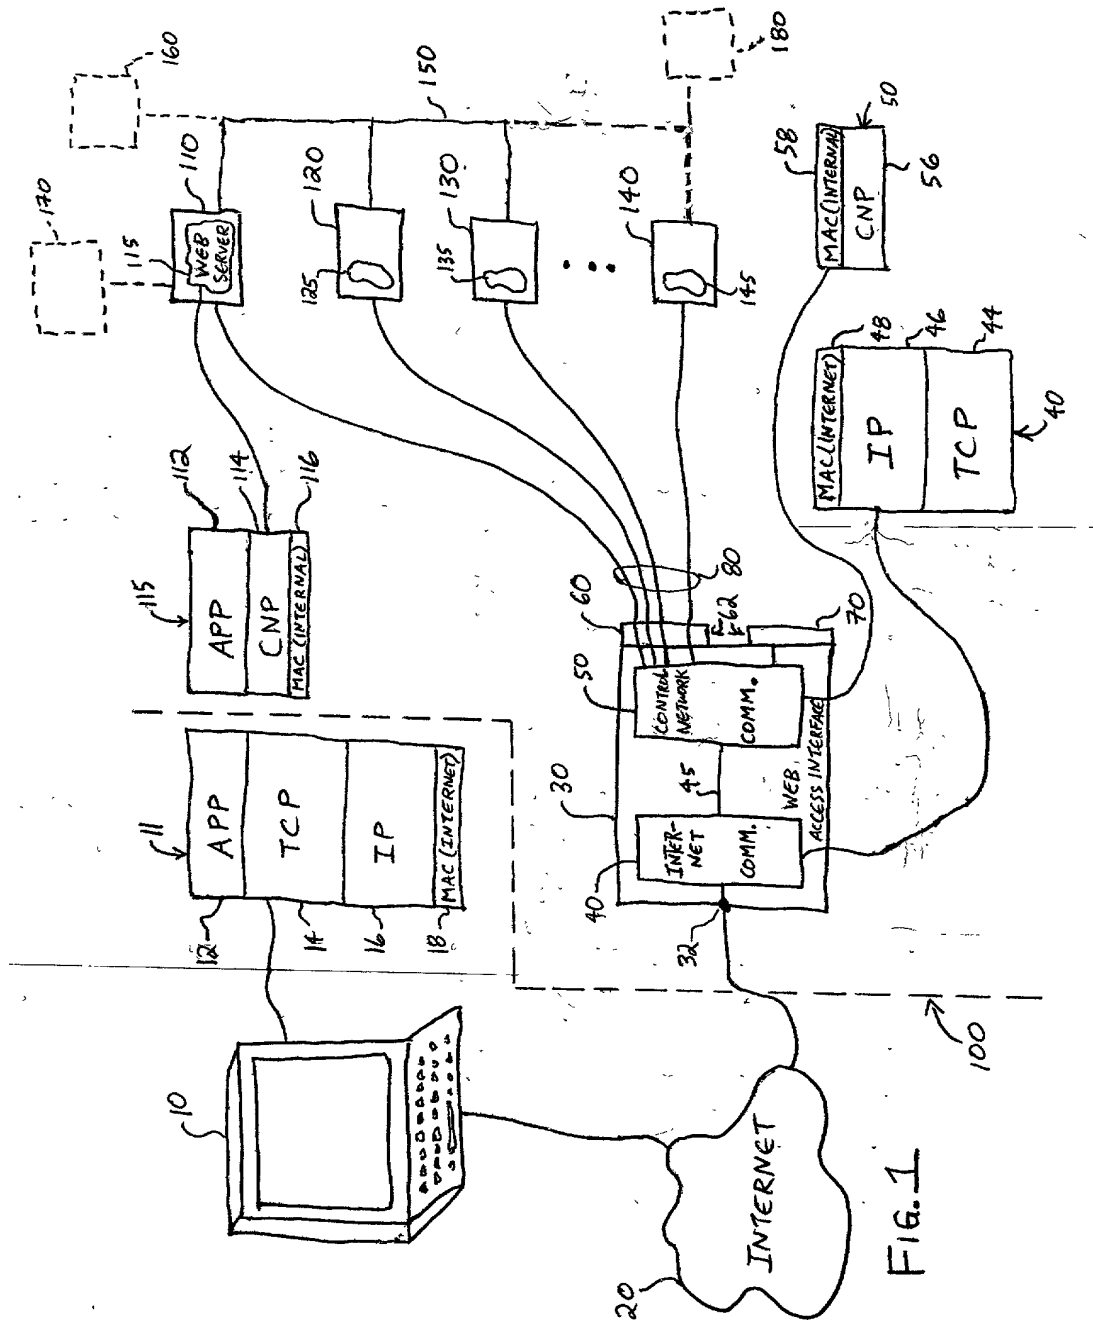 10
20
INTERNET
FIG. 1
100
11
12
APP
14
TCP
16
IP
18
MAC (INTERNET)
115
APP
112
CNP
114
MAC (INTERNAL)
116
30
32
40
INTER-
NET
COMM.
45
50
CONTROL
NETWORK
COMM.
WEB
ACCESS INTERFACE
60
62
70
80
170
160
115
WEB
SERVER
110
150
125
120
135
130
145
140
180
MAC (INTERNET)
48
IP
46
TCP
44
40
58
MAC (INTERNAL)
CNP
50
56